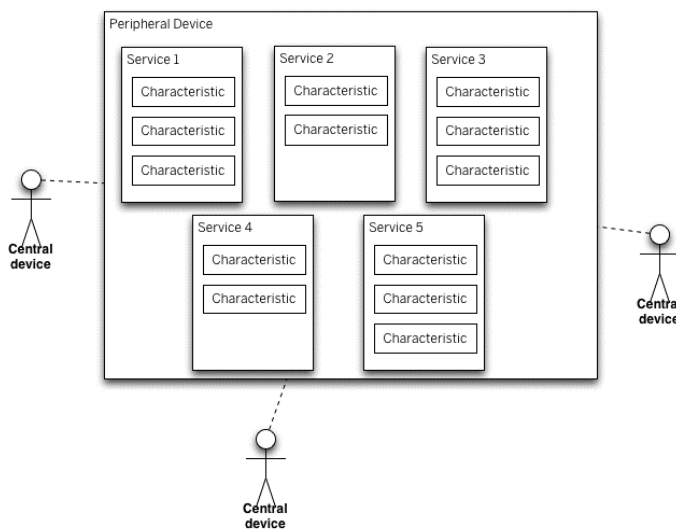 Peripheral Device
Service 1
Characteristic
Characteristic
Characteristic
Service 2
Characteristic
Characteristic
Service 3
Characteristic
Characteristic
Characteristic
Service 4
Characteristic
Characteristic
Service 5
Characteristic
Characteristic
Characteristic
Central
device
Central
device
Central
device